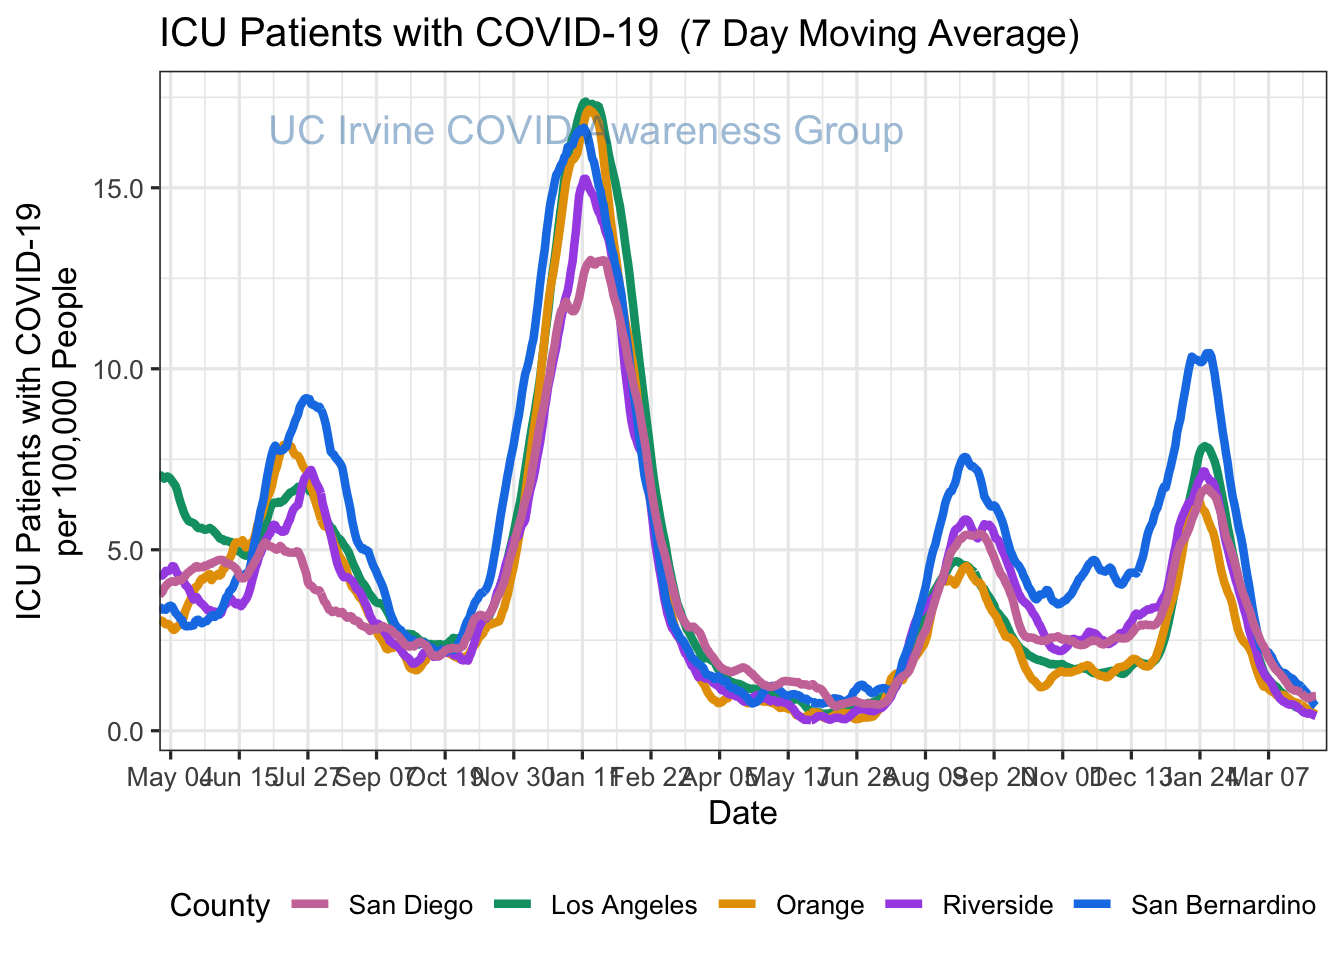 ICU Patients with COVID-19 (7 Day Moving Average)
UC Irvine COVID Awareness Group
ICU Patients with COVID-19
per 100,000 People
15.0
10.0
5.0
0.0
May 04 Jun 15 Jul 27 Sep 07 Oct 19 Nov 30 Jan 11 Feb 22 Apr 05 May 17 Jun 28 Aug 09 Sep 20 Nov 01 Dec 13 Jan 24 Mar 07
Date
County San Diego Los Angeles Orange Riverside San Bernardino